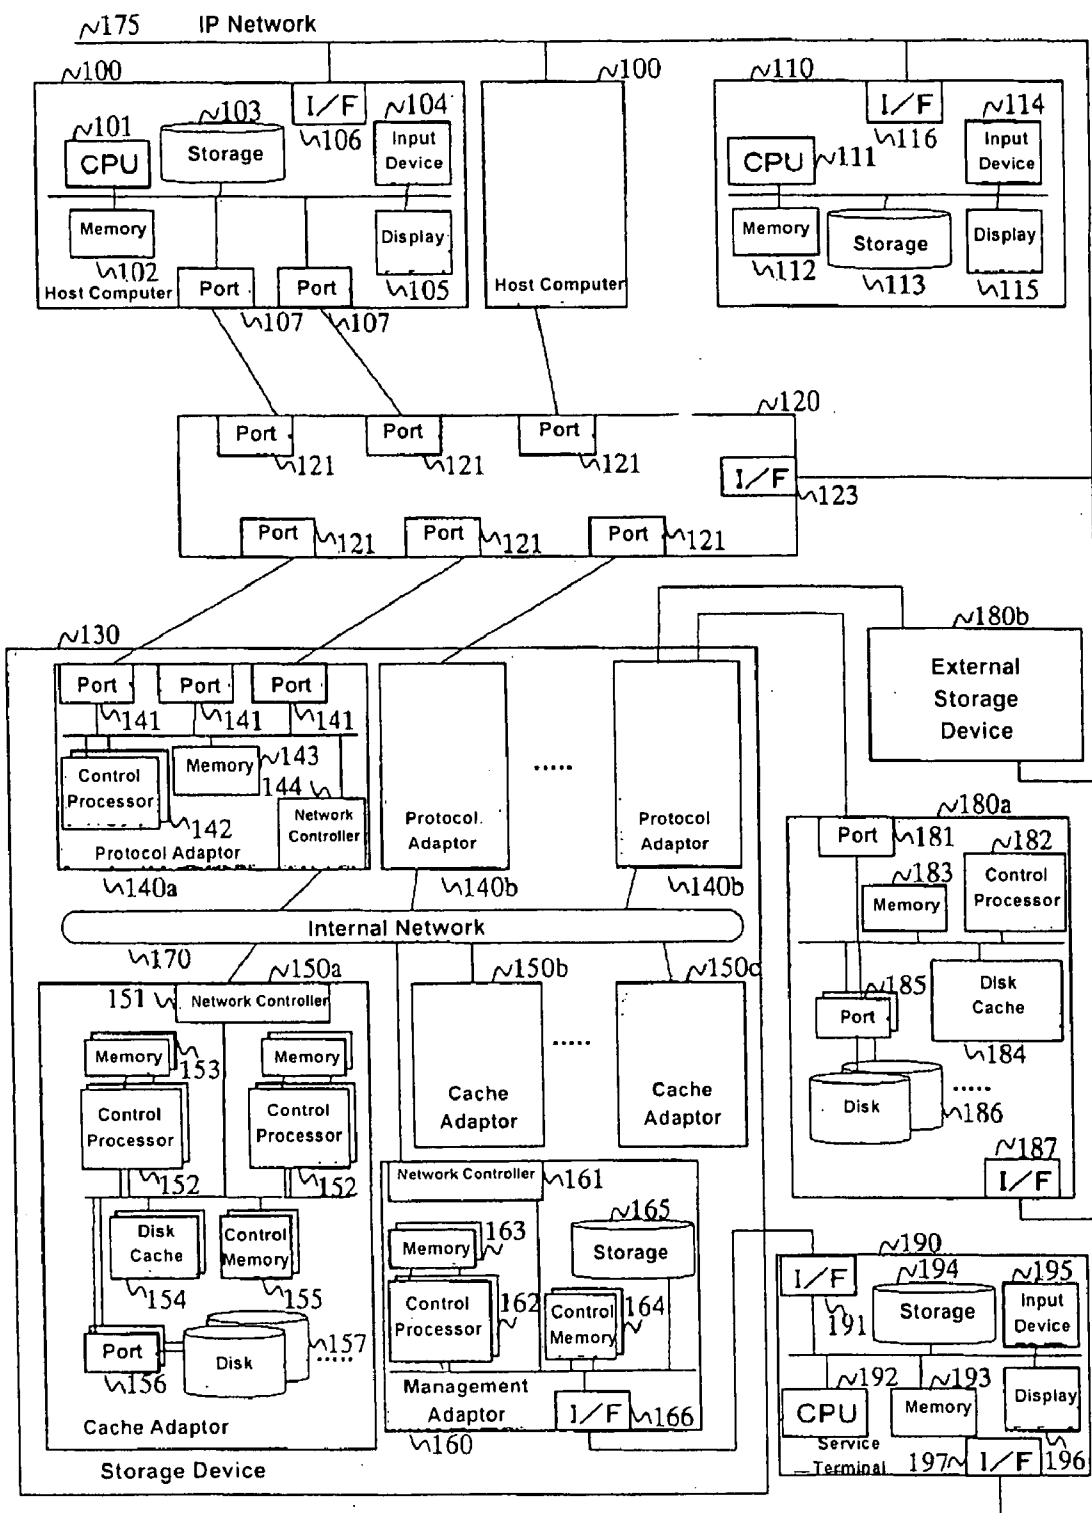 175 IP Network
100
100
110
101
103
I/F
104
106
CPU
Storage
Input
Device
Memory
102
Display
105
Host Computer
Port
107
Port
107
Host Computer
I/F
116
114
CPU
111
Input
Device
Memory
112
Storage
113
Display
115
120
Port
121
Port
121
Port
121
I/F
123
Port
121
Port
121
Port
121
130
180b
External
Storage
Device
Port
141
Port
141
Port
141
Control
Processor
142
Memory
143
144
Network
Controller
Protocol Adaptor
140a
Protocol
Adaptor
140b
.....
Protocol
Adaptor
140b
Internal Network
170
180a
Port
181
182
183
Memory
Control
Processor
185
Port
Disk
Cache
184
Disk
186
.....
187
I/F
150a
151
Network Controller
150b
150c
Memory
153
Memory
Control
Processor
152
Control
Processor
152
Cache
Adaptor
.....
Cache
Adaptor
Disk
Cache
154
Control
Memory
155
Port
156
Disk
157
.....
Cache Adaptor
Network Controller
161
163
Memory
165
Storage
Control
Processor
162
Control
Memory
164
Management
Adaptor
I/F
166
160
Storage Device
190
I/F
191
194
Storage
195
Input
Device
192
CPU
193
Memory
Display
196
Service
Terminal
197
I/F